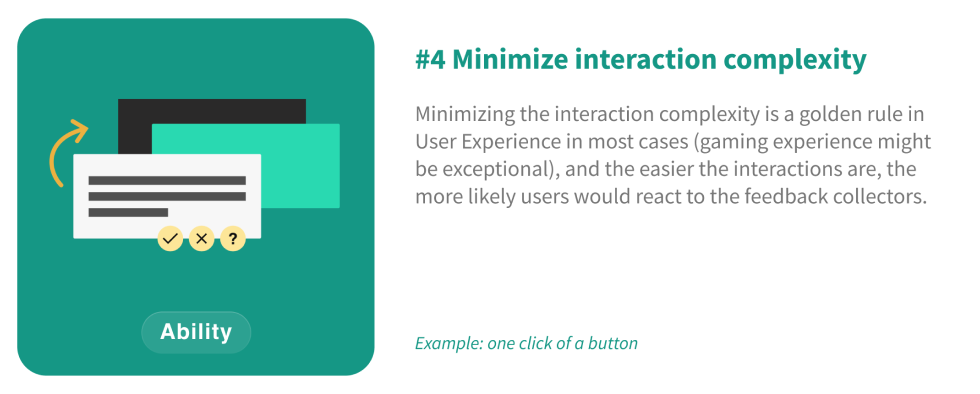 #4 Minimize interaction complexity
Minimizing the interaction complexity is a golden rule in
User Experience in most cases (gaming experience might
be exceptional), and the easier the interactions are, the
more likely users would react to the feedback collectors.
?
Ability
Example: one click of a button